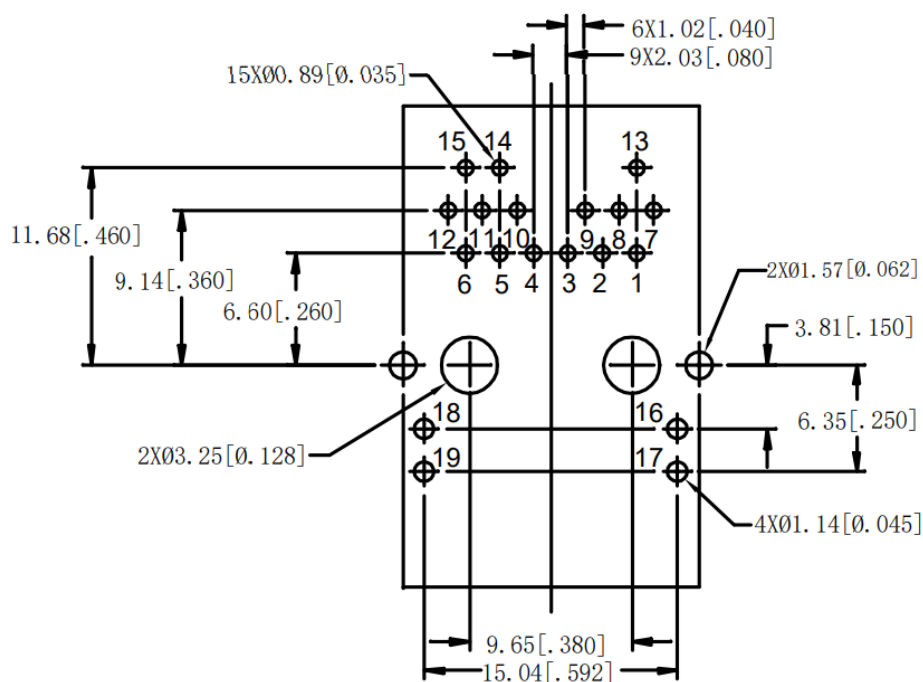 6X1.02[.040]
9X2.03[.080]
15XØ0.89[Ø.035]
15 14 13
11.68[.460]
12 11 10 9 8 7
9.14[.360]
6 5 4 3 2 1
2XØ1.57[Ø.062]
6.60[.260]
3.81[.150]
18 16
6.35[.250]
2XØ3.25[Ø.128]
19 17
4XØ1.14[Ø.045]
9.65[.380]
15.04[.592]